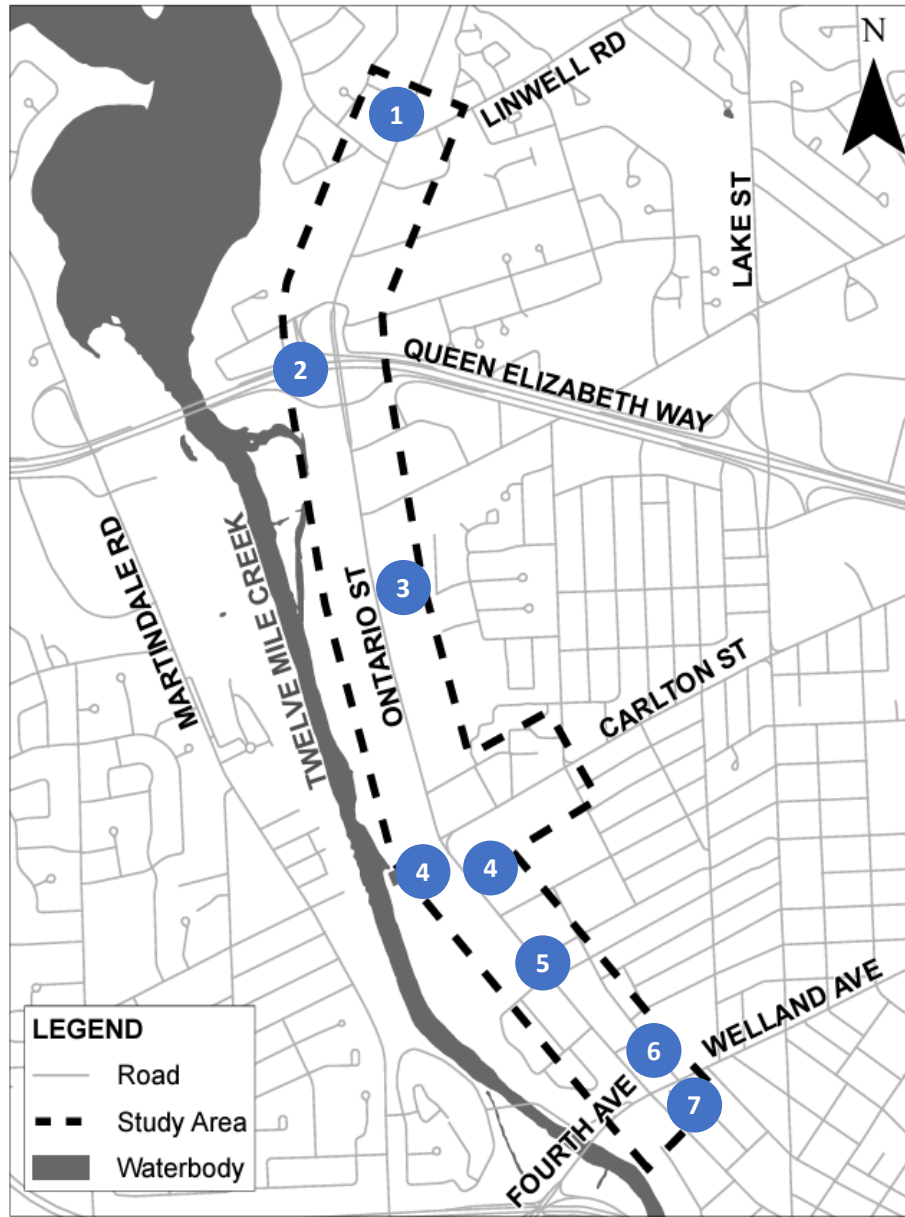 N
1
LINWELL RD
LAKE ST
2
QUEEN ELIZABETH WAY
MARTINDALE RD
TWELVE MILE CREEK
ONTARIO ST
3
CARLTON ST
4
4
5
6
WELLAND AVE
7
FOURTH AVE
LEGEND
Road
Study Area
Waterbody